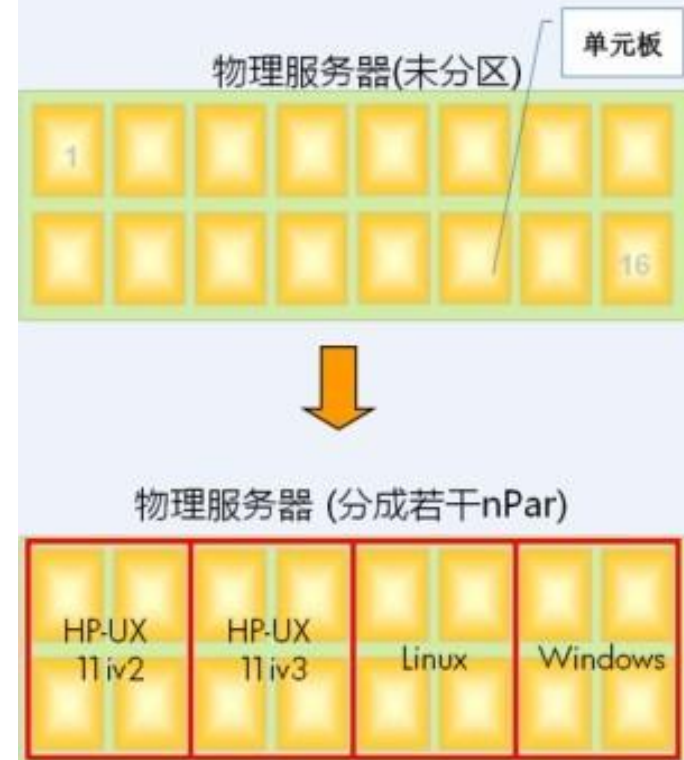 单元板
物理服务器(未分区)
1
16
物理服务器 (分成若干nPar)
HP-UX
11 iv2
HP-UX
11 iv3
Linux
Windows